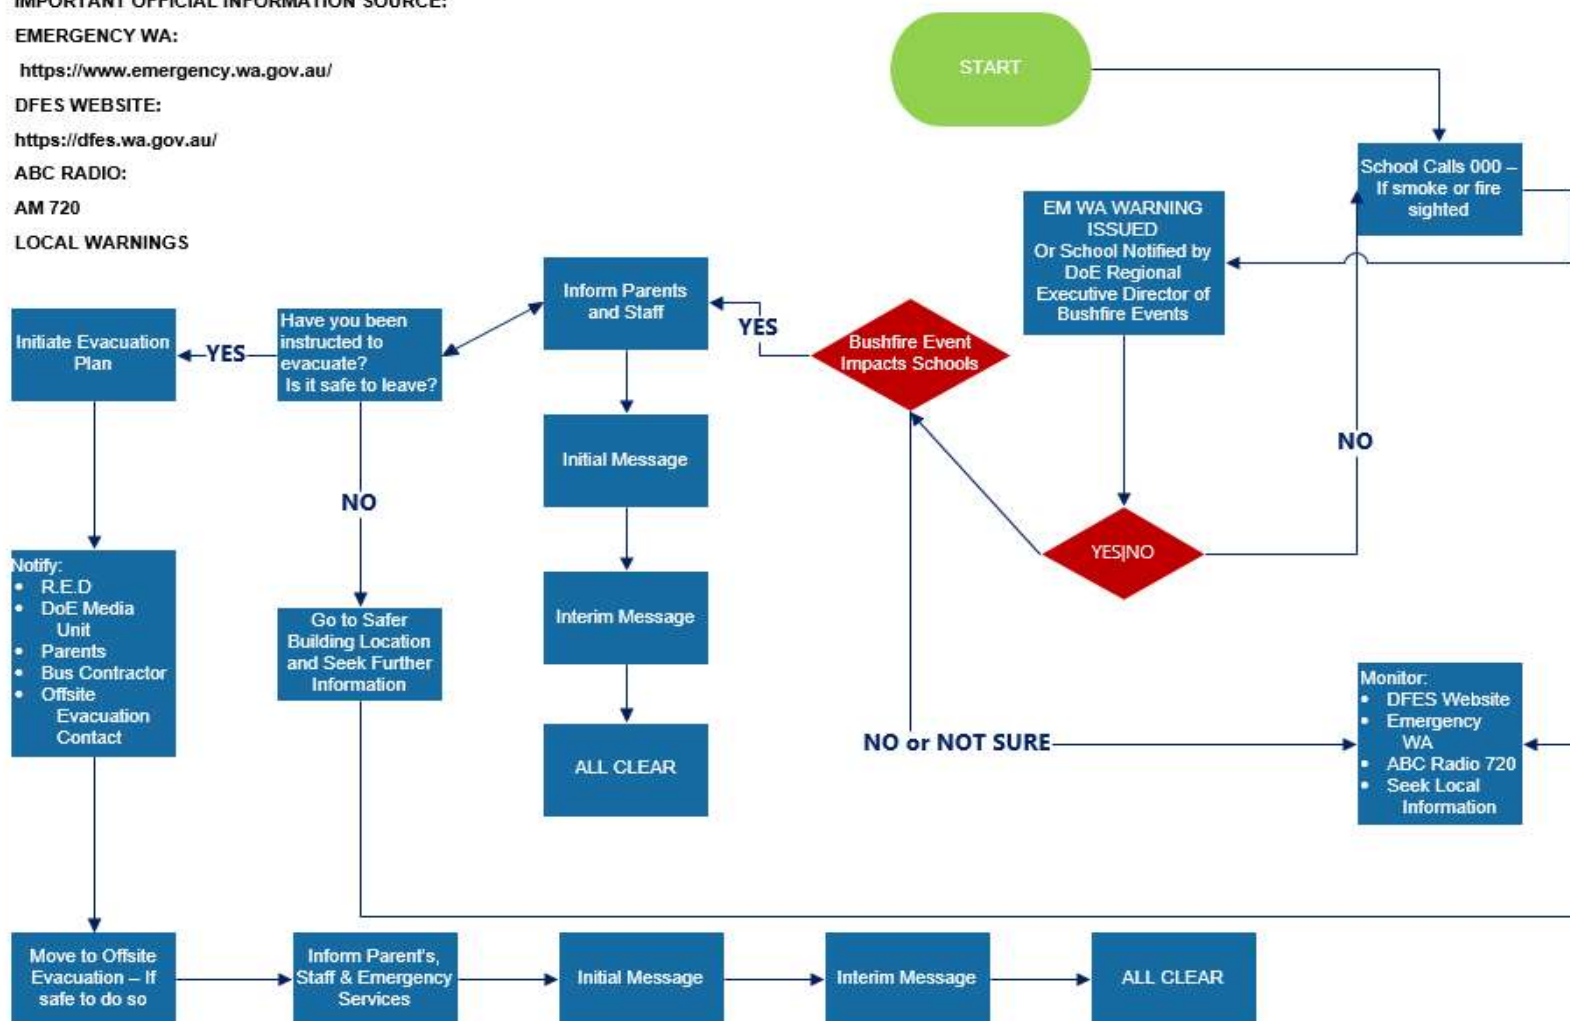 IMPORTANT OFFICIAL INFORMATION SOURCE:
EMERGENCY WA:
https://www.emergency.wa.gov.au/
DFES WEBSITE:
https://dfes.wa.gov.au/
ABC RADIO:
AM 720
LOCAL WARNINGS
START
School Calls 000 –
If smoke or fire
sighted
EM WA WARNING
ISSUED
Or School Notified by
DoE Regional
Executive Director of
Bushfire Events
YES|NO
NO
Bushfire Event
Impacts Schools
YES
NO or NOT SURE
Monitor:
• DFES Website
• Emergency
WA
• ABC Radio 720
• Seek Local
Information
Inform Parents
and Staff
Initial Message
Interim Message
ALL CLEAR
Have you been
instructed to
evacuate?
Is it safe to leave?
YES
NO
Go to Safer
Building Location
and Seek Further
Information
Initiate Evacuation
Plan
Notify:
• R.E.D
• DoE Media
Unit
• Parents
• Bus Contractor
• Offsite
Evacuation
Contact
Move to Offsite
Evacuation – If
safe to do so
Inform Parent's,
Staff & Emergency
Services
Initial Message
Interim Message
ALL CLEAR